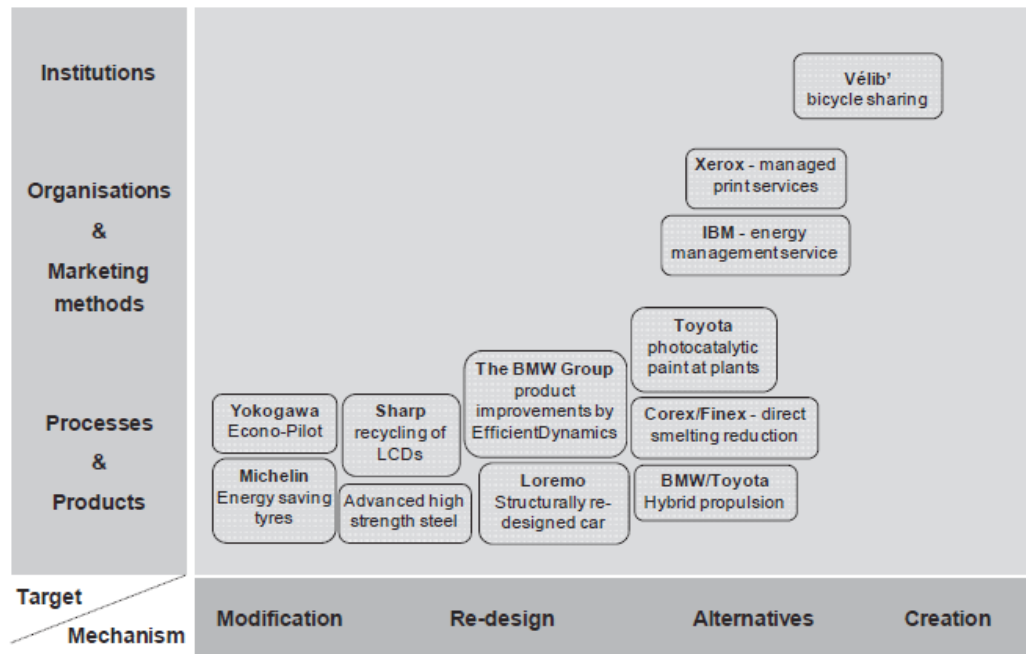 Institutions
Vélib'
bicycle sharing
Organisations
&
Marketing
methods
Xerox - managed
print services
IBM - energy
management service
Processes
&
Products
Toyota
photocatalytic
paint at plants
The BMW Group
product
improvements by
EfficientDynamics
Yokogawa
Econo-Pilot
Sharp
recycling of
LCDs
Corex/Finex - direct
smelting reduction
Michelin
Energy saving
tyres
Advanced high
strength steel
Loremo
Structurally re-
designed car
BMW/Toyota
Hybrid propulsion
Target
Mechanism
Modification
Re-design
Alternatives
Creation